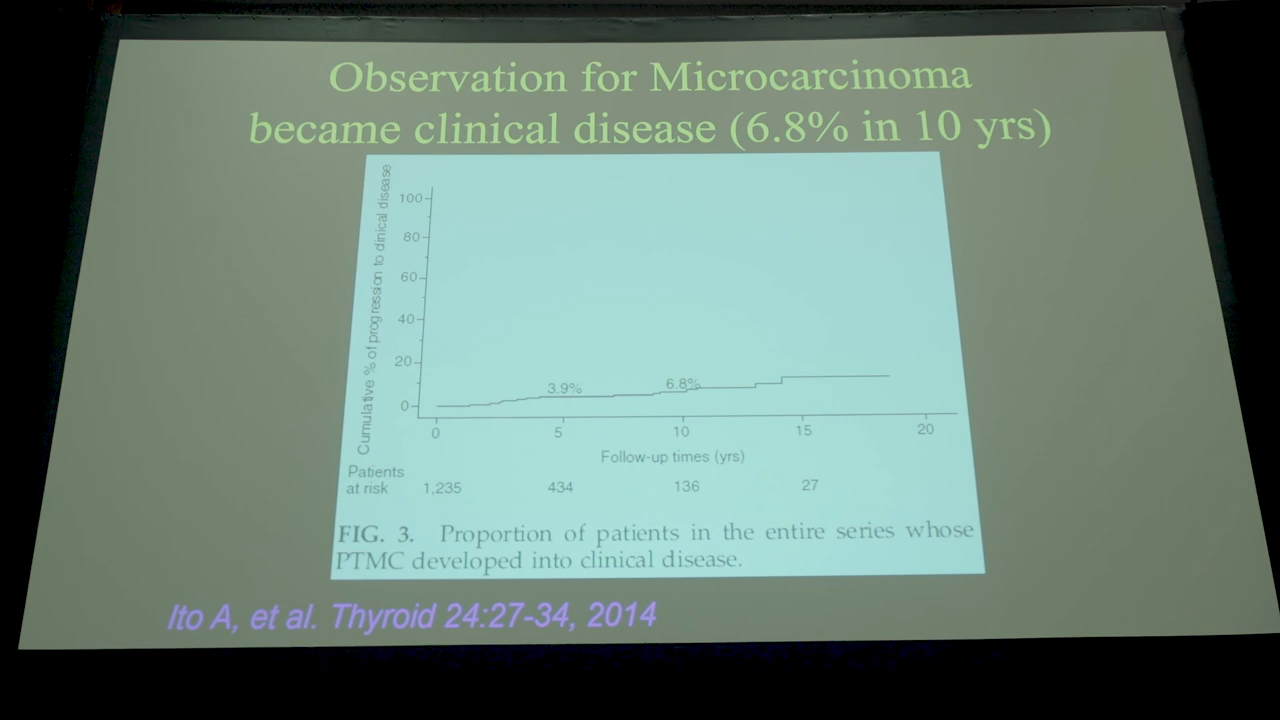 Observation for Microcarcinoma
became clinical disease (6.8% in 10 yrs)
Cumulative % of progression to clinical disease
100
80
60
40
20
0
3.9%
6.8%
0 5 10 15 20
Follow-up times (yrs)
Patients
at risk 1,235 434 136 27
FIG. 3. Proportion of patients in the entire series whose
PTMC developed into clinical disease.
Ito A, et al. Thyroid 24:27-34, 2014